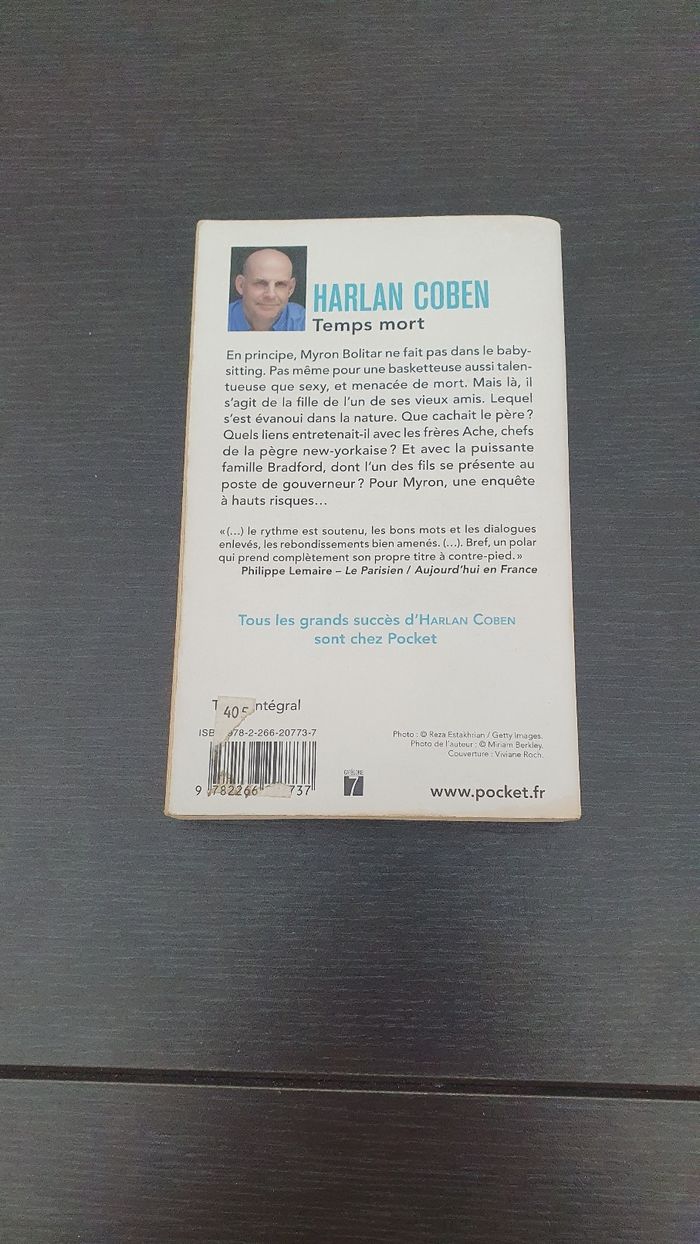 HARLAN COBEN
Temps mort
En principe, Myron Bolitar ne fait pas dans le baby-
sitting. Pas même pour une basketteuse aussi talen-
tueuse que sexy, et menacée de mort. Mais là, il
s'agit de la fille de l'un de ses vieux amis. Lequel
s'est évanoui dans la nature. Que cachait le père ?
Quels liens entretenait-il avec les frères Ache, chefs
de la pègre new-yorkaise ? Et avec la puissante
famille Bradford, dont l'un des fils se présente au
poste de gouverneur ? Pour Myron, une enquête
à hauts risques...
« (...) le rythme est soutenu, les bons mots et les dialogues
enlevés, les rebondissements bien amenés. (...). Bref, un polar
qui prend complètement son propre titre à contre-pied. »
Philippe Lemaire – Le Parisien / Aujourd'hui en France
Tous les grands succès d'HARLAN COBEN
sont chez Pocket
T ntégral
405
ISB 978-2-266-20773-7
9 782266 737
Photo : © Reza Estakhrian / Getty Images.
Photo de l'auteur : © Miriam Berkley.
Couverture : Viviane Roch.
CATÉGORIE
7
www.pocket.fr